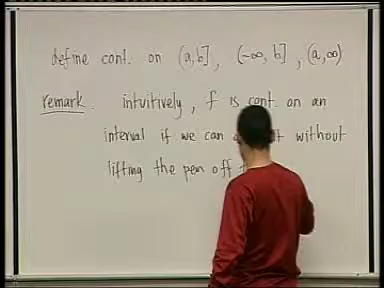 define cont. on (a,b], (-∞, b], (a,∞)
remark. intuitively, f is cont. on an
interval if we can without
lifting the pen off